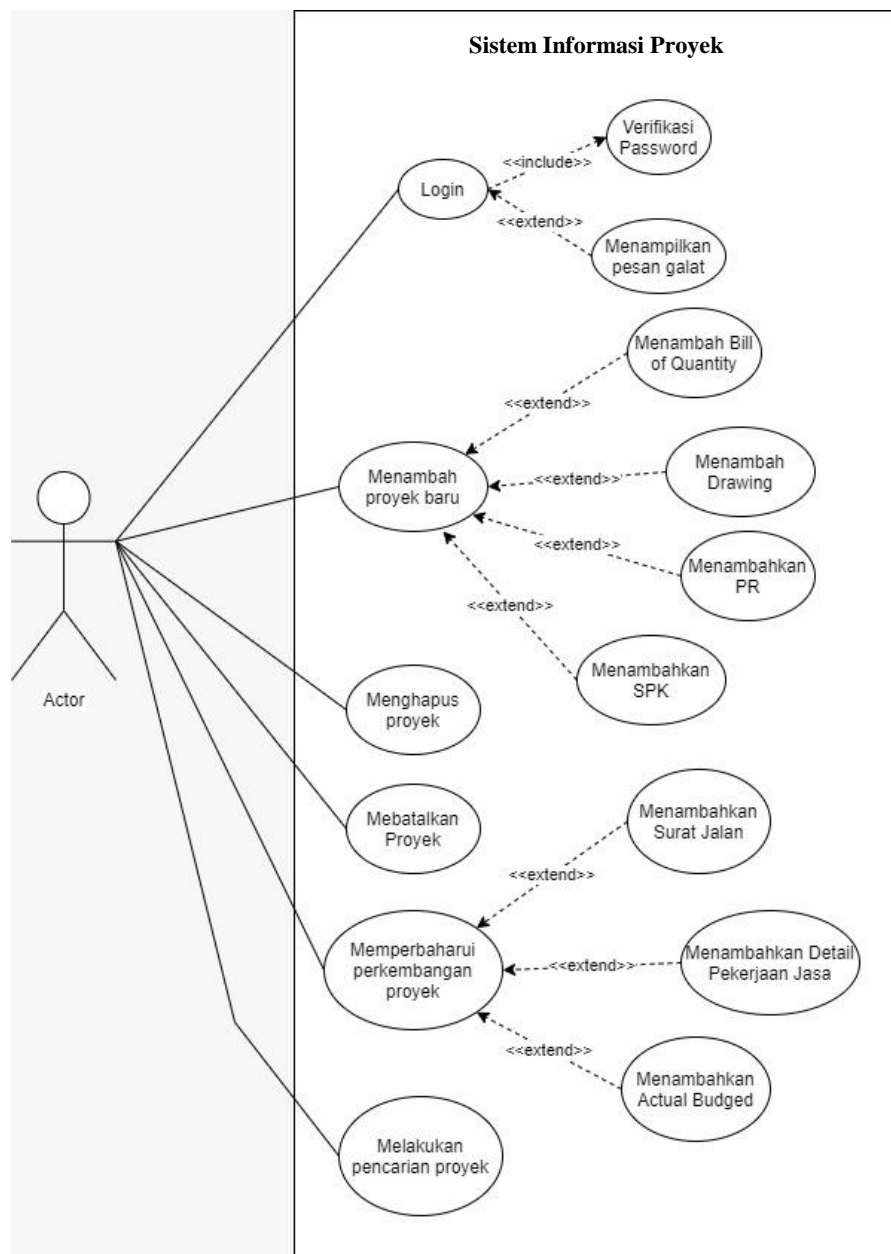 Sistem Informasi Proyek
Verifikasi
Password
<<include>>
Login
<<extend>>
Menampilkan
pesan galat
Menambah Bill
of Quantity
<<extend>>
Menambah
proyek baru
<<extend>>
Menambah
Drawing
<<extend>>
Menambahkan
PR
<<extend>>
Menambahkan
SPK
Actor
Menghapus
proyek
Mebatalkan
Proyek
Menambahkan
Surat Jalan
<<extend>>
Memperbaharui
perkembangan
proyek
<<extend>>
Menambahkan Detail
Pekerjaan Jasa
<<extend>>
Menambahkan
Actual Budged
Melakukan
pencarian proyek